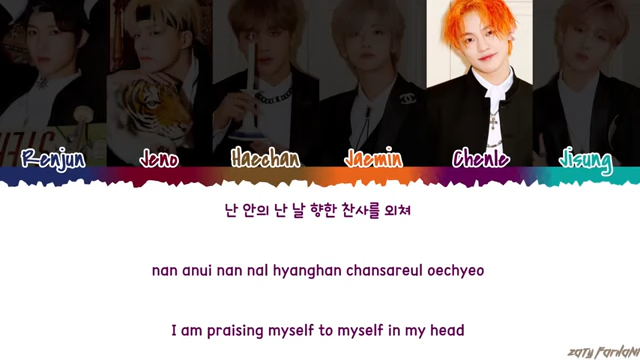 Renjun Jeno Haechan Jaemin Chenle Jisung
난 안의 난 날 향한 찬사를 외쳐
nan anui nan nal hyanghan chansareul oechyeo
I am praising myself to myself in my head